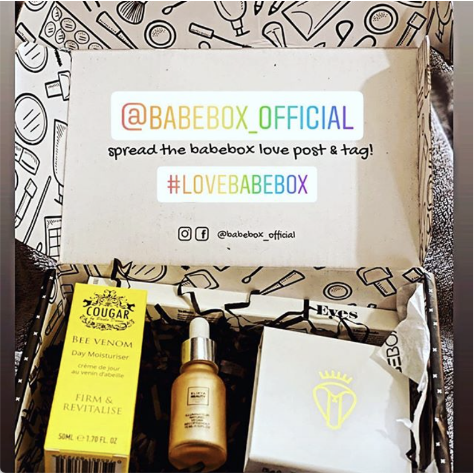 @BABEBOX_OFFICIAL
spread the babebox love post & tag!
#LOVEBABEBOX
@babebox_official
Eyes
COUGAR
BEE VENOM
Day Moisturiser
crème de jour
au venin d'abeille
FIRM &
REVITALISE
50ML ℮ 1.70 FL. OZ